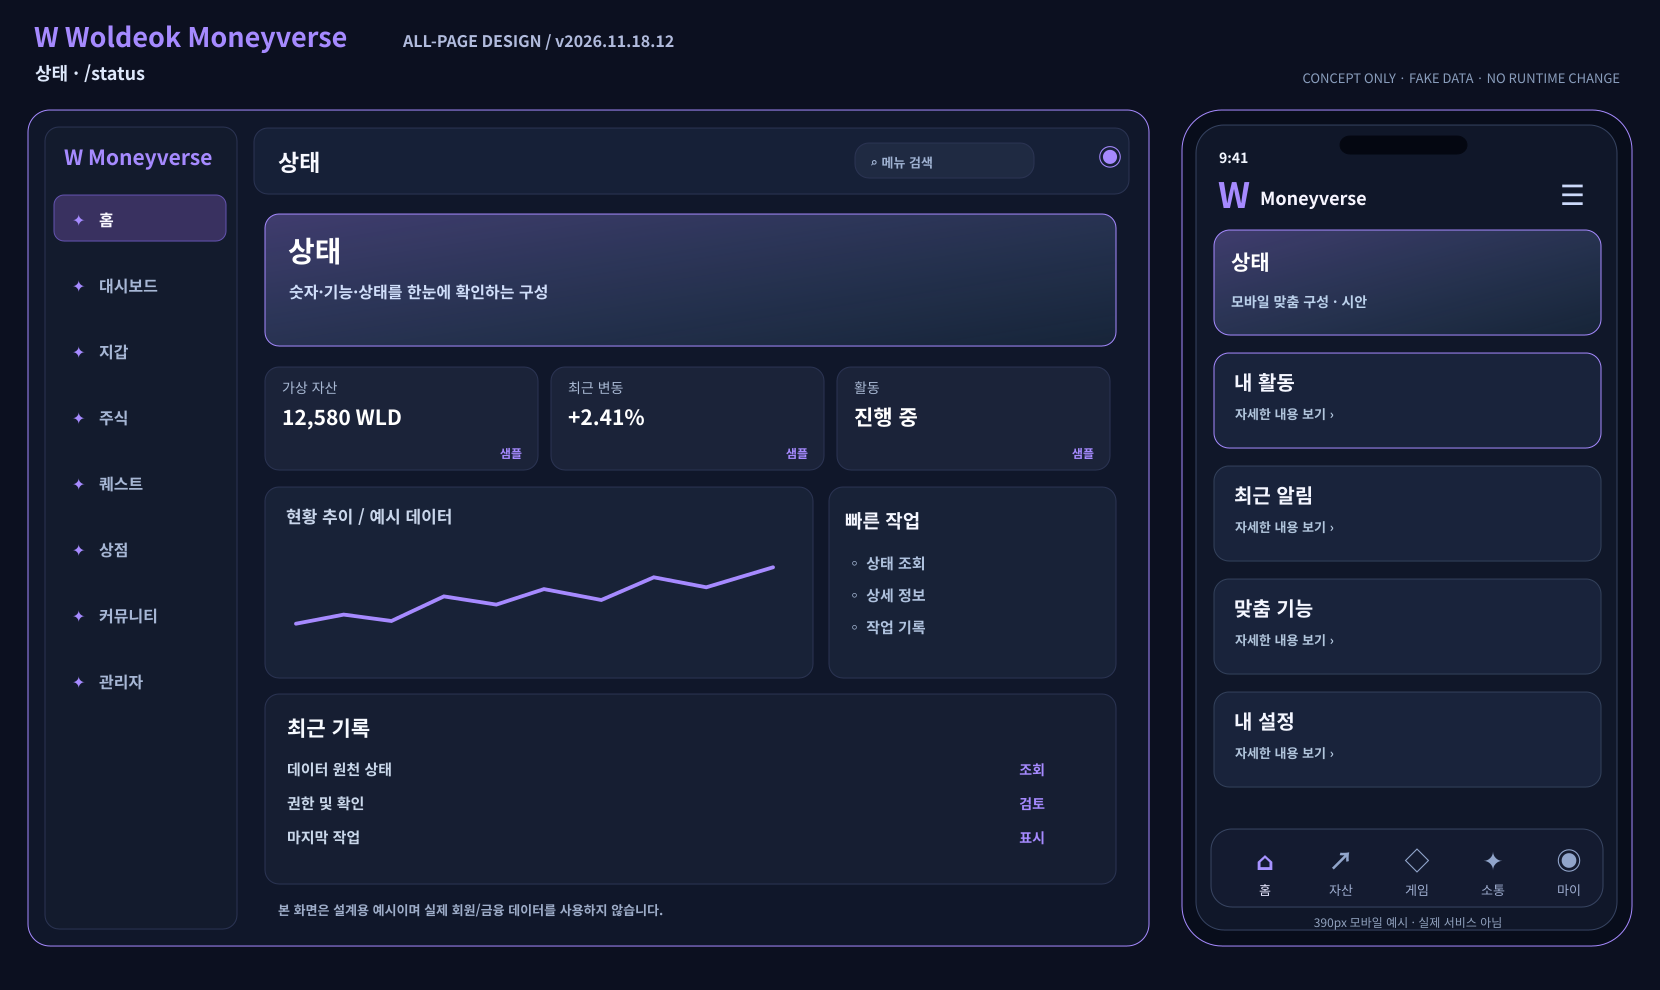 W Woldeok Moneyverse
ALL-PAGE DESIGN / v2026.11.18.12
상태 · /status
CONCEPT ONLY · FAKE DATA · NO RUNTIME CHANGE
W Moneyverse
✦ 홈
✦ 대시보드
✦ 지갑
✦ 주식
✦ 퀘스트
✦ 상점
✦ 커뮤니티
✦ 관리자
상태
⌕ 메뉴 검색
상태
숫자·기능·상태를 한눈에 확인하는 구성
가상 자산
12,580 WLD
샘플
최근 변동
+2.41%
샘플
활동
진행 중
샘플
현황 추이 / 예시 데이터
빠른 작업
◦ 상태 조회
◦ 상세 정보
◦ 작업 기록
최근 기록
데이터 원천 상태
조회
권한 및 확인
검토
마지막 작업
표시
본 화면은 설계용 예시이며 실제 회원/금융 데이터를 사용하지 않습니다.
9:41
W Moneyverse
상태
모바일 맞춤 구성 · 시안
내 활동
자세한 내용 보기 ›
최근 알림
자세한 내용 보기 ›
맞춤 기능
자세한 내용 보기 ›
내 설정
자세한 내용 보기 ›
홈
자산
게임
소통
마이
390px 모바일 예시 · 실제 서비스 아님